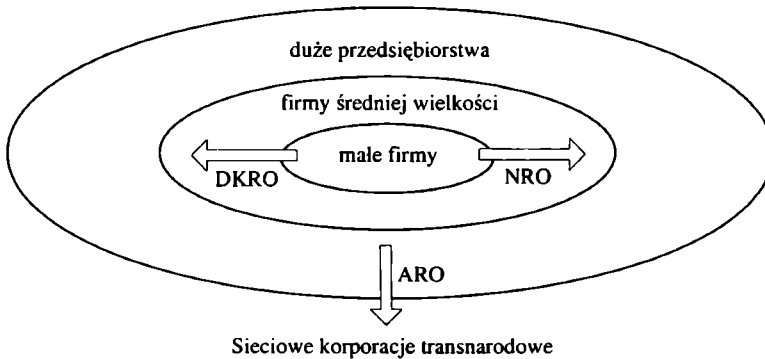 duże przedsiębiorstwa
firmy średniej wielkości
małe firmy
DKRO
NRO
ARO
Sieciowe korporacje transnarodowe